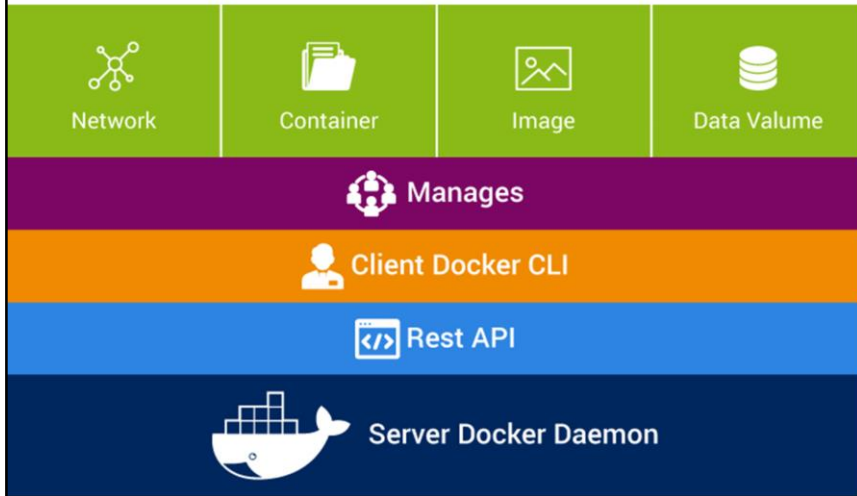 Network
Container
Image
Data Valume
Manages
Client Docker CLI
Rest API
Server Docker Daemon